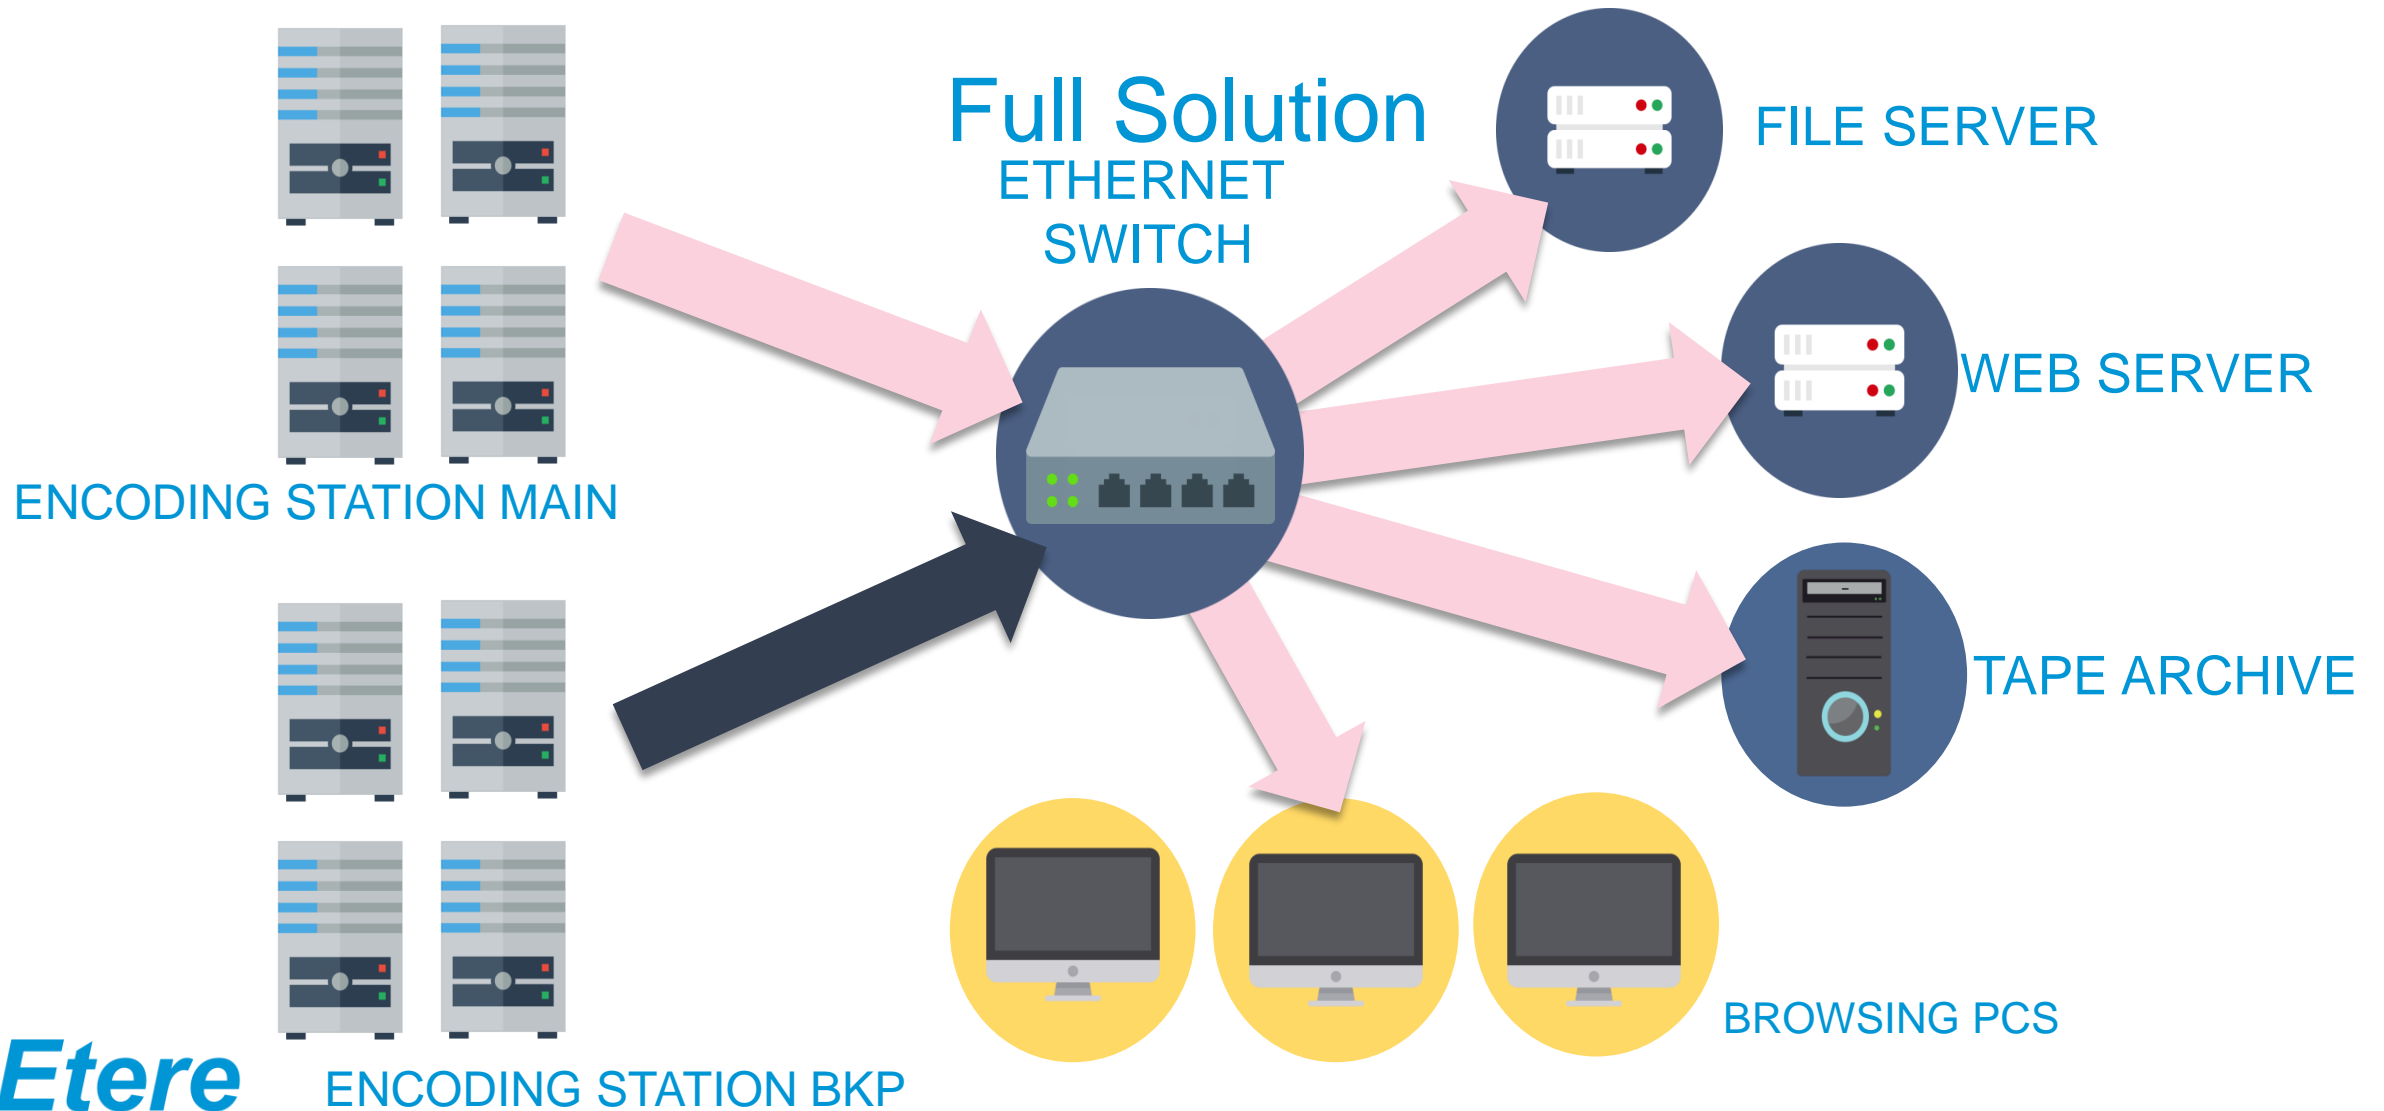 Full Solution
ETHERNET
SWITCH
FILE SERVER
WEB SERVER
ENCODING STATION MAIN
TAPE ARCHIVE
BROWSING PCS
Etere
ENCODING STATION BKP